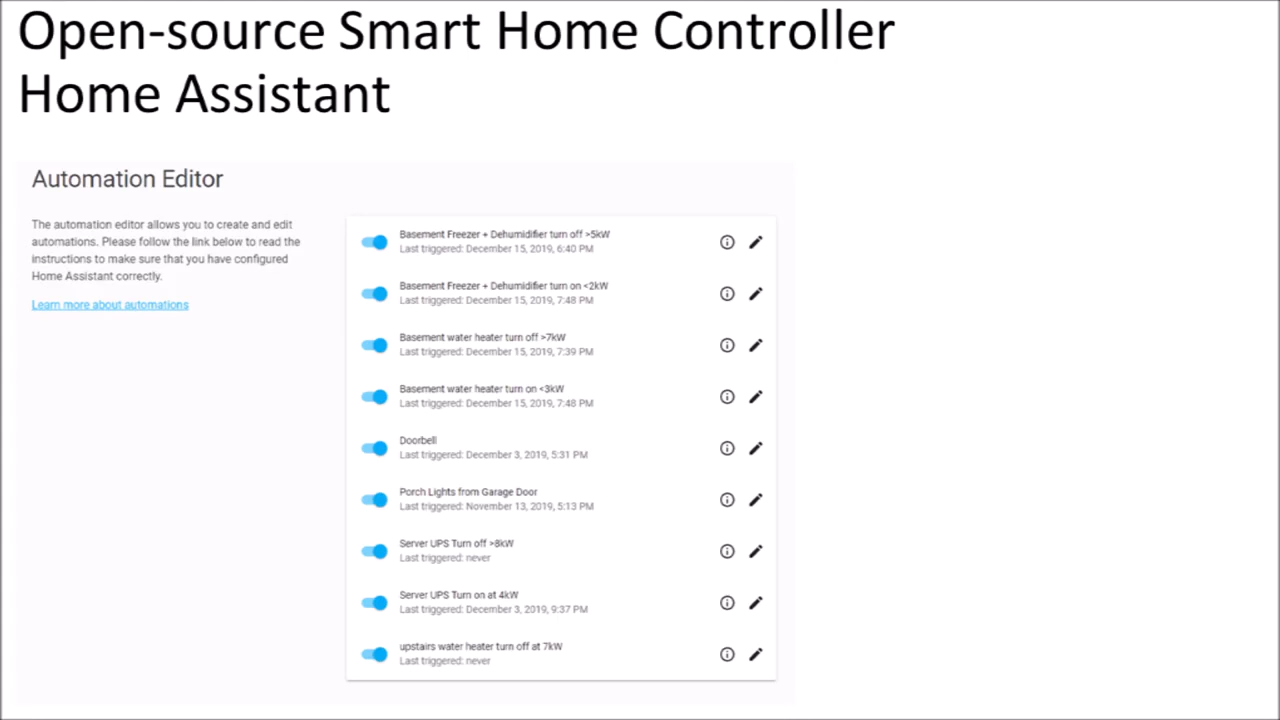 Open-source Smart Home Controller
Home Assistant
Automation Editor
The automation editor allows you to create and edit
automations. Please follow the link below to read the
instructions to make sure that you have configured
Home Assistant correctly.
Learn more about automations
Basement Freezer + Dehumidifier turn off >5kW
Last triggered: December 15, 2019, 6:40 PM
Basement Freezer + Dehumidifier turn on <2kW
Last triggered: December 15, 2019, 7:48 PM
Basement water heater turn off >7kW
Last triggered: December 15, 2019, 7:39 PM
Basement water heater turn on <3kW
Last triggered: December 15, 2019, 7:48 PM
Doorbell
Last triggered: December 3, 2019, 5:31 PM
Porch Lights from Garage Door
Last triggered: November 13, 2019, 5:13 PM
Server UPS Turn off >8kW
Last triggered: never
Server UPS Turn on at 4kW
Last triggered: December 3, 2019, 9:37 PM
upstairs water heater turn off at 7kW
Last triggered: never